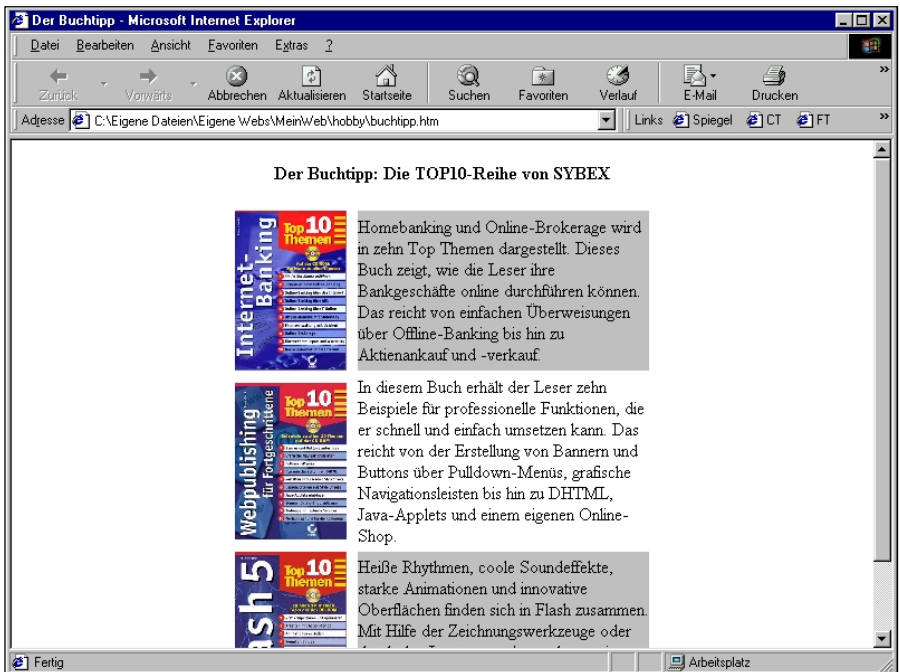 Der Buchtipp - Microsoft Internet Explorer
Datei Bearbeiten Ansicht Favoriten Extras ?
Zurück Vorwärts Abbrechen Aktualisieren Startseite Suchen Favoriten Verlauf E-Mail Drucken »
Adresse C:\Eigene Dateien\Eigene Webs\MeinWeb\hobby\buchtipp.htm Links Spiegel CT FT »
Der Buchtipp: Die TOP10-Reihe von SYBEX
Internet-
Banking
Top 10
Themen
Homebanking und Online-Brokerage wird
in zehn Top Themen dargestellt. Dieses
Buch zeigt, wie die Leser ihre
Bankgeschäfte online durchführen können.
Das reicht von einfachen Überweisungen
über Offline-Banking bis hin zu
Aktienankauf und -verkauf.
Webpublishing
für Fortgeschrittene
Top 10
Themen
In diesem Buch erhält der Leser zehn
Beispiele für professionelle Funktionen, die
er schnell und einfach umsetzen kann. Das
reicht von der Erstellung von Bannern und
Buttons über Pulldown-Menüs, grafische
Navigationsleisten bis hin zu DHTML,
Java-Applets und einem eigenen Online-
Shop.
ash 5
Top 10
Themen
Heiße Rhythmen, coole Soundeffekte,
starke Animationen und innovative
Oberflächen finden sich in Flash zusammen.
Mit Hilfe der Zeichnungswerkzeuge oder
Fertig Arbeitsplatz